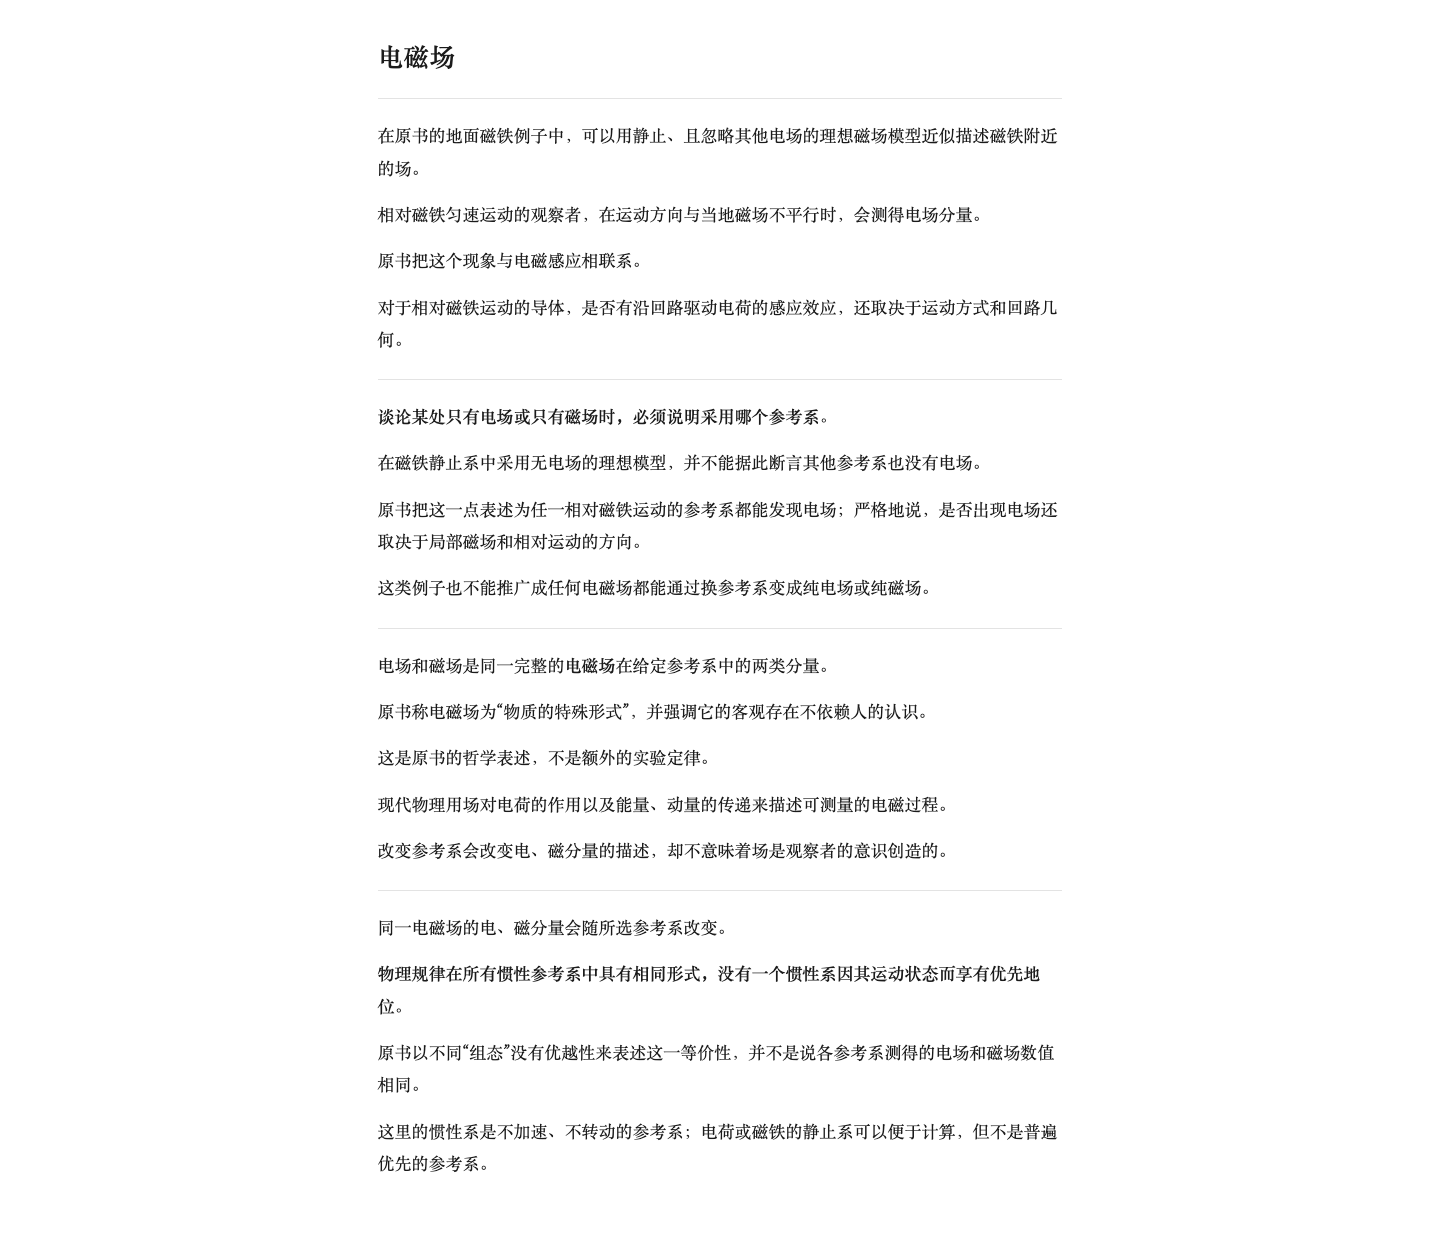 电磁场
在原书的地面磁铁例子中，可以用静止、且忽略其他电场的理想磁场模型近似描述磁铁附近
的场。
相对磁铁匀速运动的观察者，在运动方向与当地磁场不平行时，会测得电场分量。
原书把这个现象与电磁感应相联系。
对于相对磁铁运动的导体，是否有沿回路驱动电荷的感应效应，还取决于运动方式和回路几
何。
谈论某处只有电场或只有磁场时，必须说明采用哪个参考系。
在磁铁静止系中采用无电场的理想模型，并不能据此断言其他参考系也没有电场。
原书把这一点表述为任一相对磁铁运动的参考系都能发现电场；严格地说，是否出现电场还
取决于局部磁场和相对运动的方向。
这类例子也不能推广成任何电磁场都能通过换参考系变成纯电场或纯磁场。
电场和磁场是同一完整的电磁场在给定参考系中的两类分量。
原书称电磁场为“物质的特殊形式”，并强调它的客观存在不依赖人的认识。
这是原书的哲学表述，不是额外的实验定律。
现代物理用场对电荷的作用以及能量、动量的传递来描述可测量的电磁过程。
改变参考系会改变电、磁分量的描述，却不意味着场是观察者的意识创造的。
同一电磁场的电、磁分量会随所选参考系改变。
物理规律在所有惯性参考系中具有相同形式，没有一个惯性系因其运动状态而享有优先地
位。
原书以不同“组态”没有优越性来表述这一等价性，并不是说各参考系测得的电场和磁场数值
相同。
这里的惯性系是不加速、不转动的参考系；电荷或磁铁的静止系可以便于计算，但不是普遍
优先的参考系。